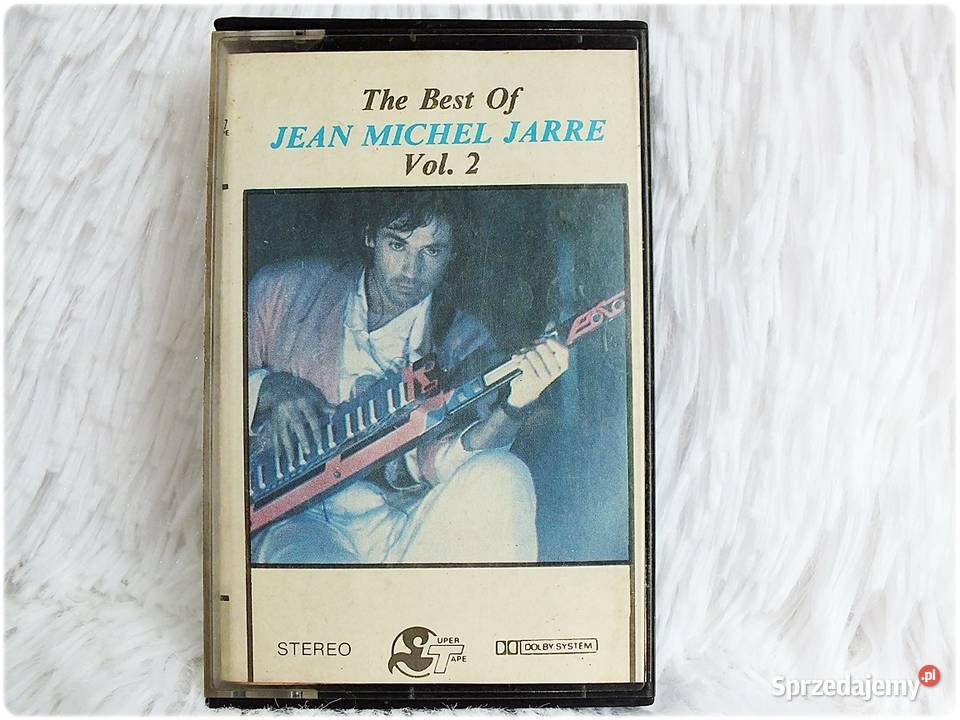 The Best Of
JEAN MICHEL JARRE
Vol. 2
STEREO
SUPER
TAPE
DOLBY SYSTEM
Sprzedajemy.pl